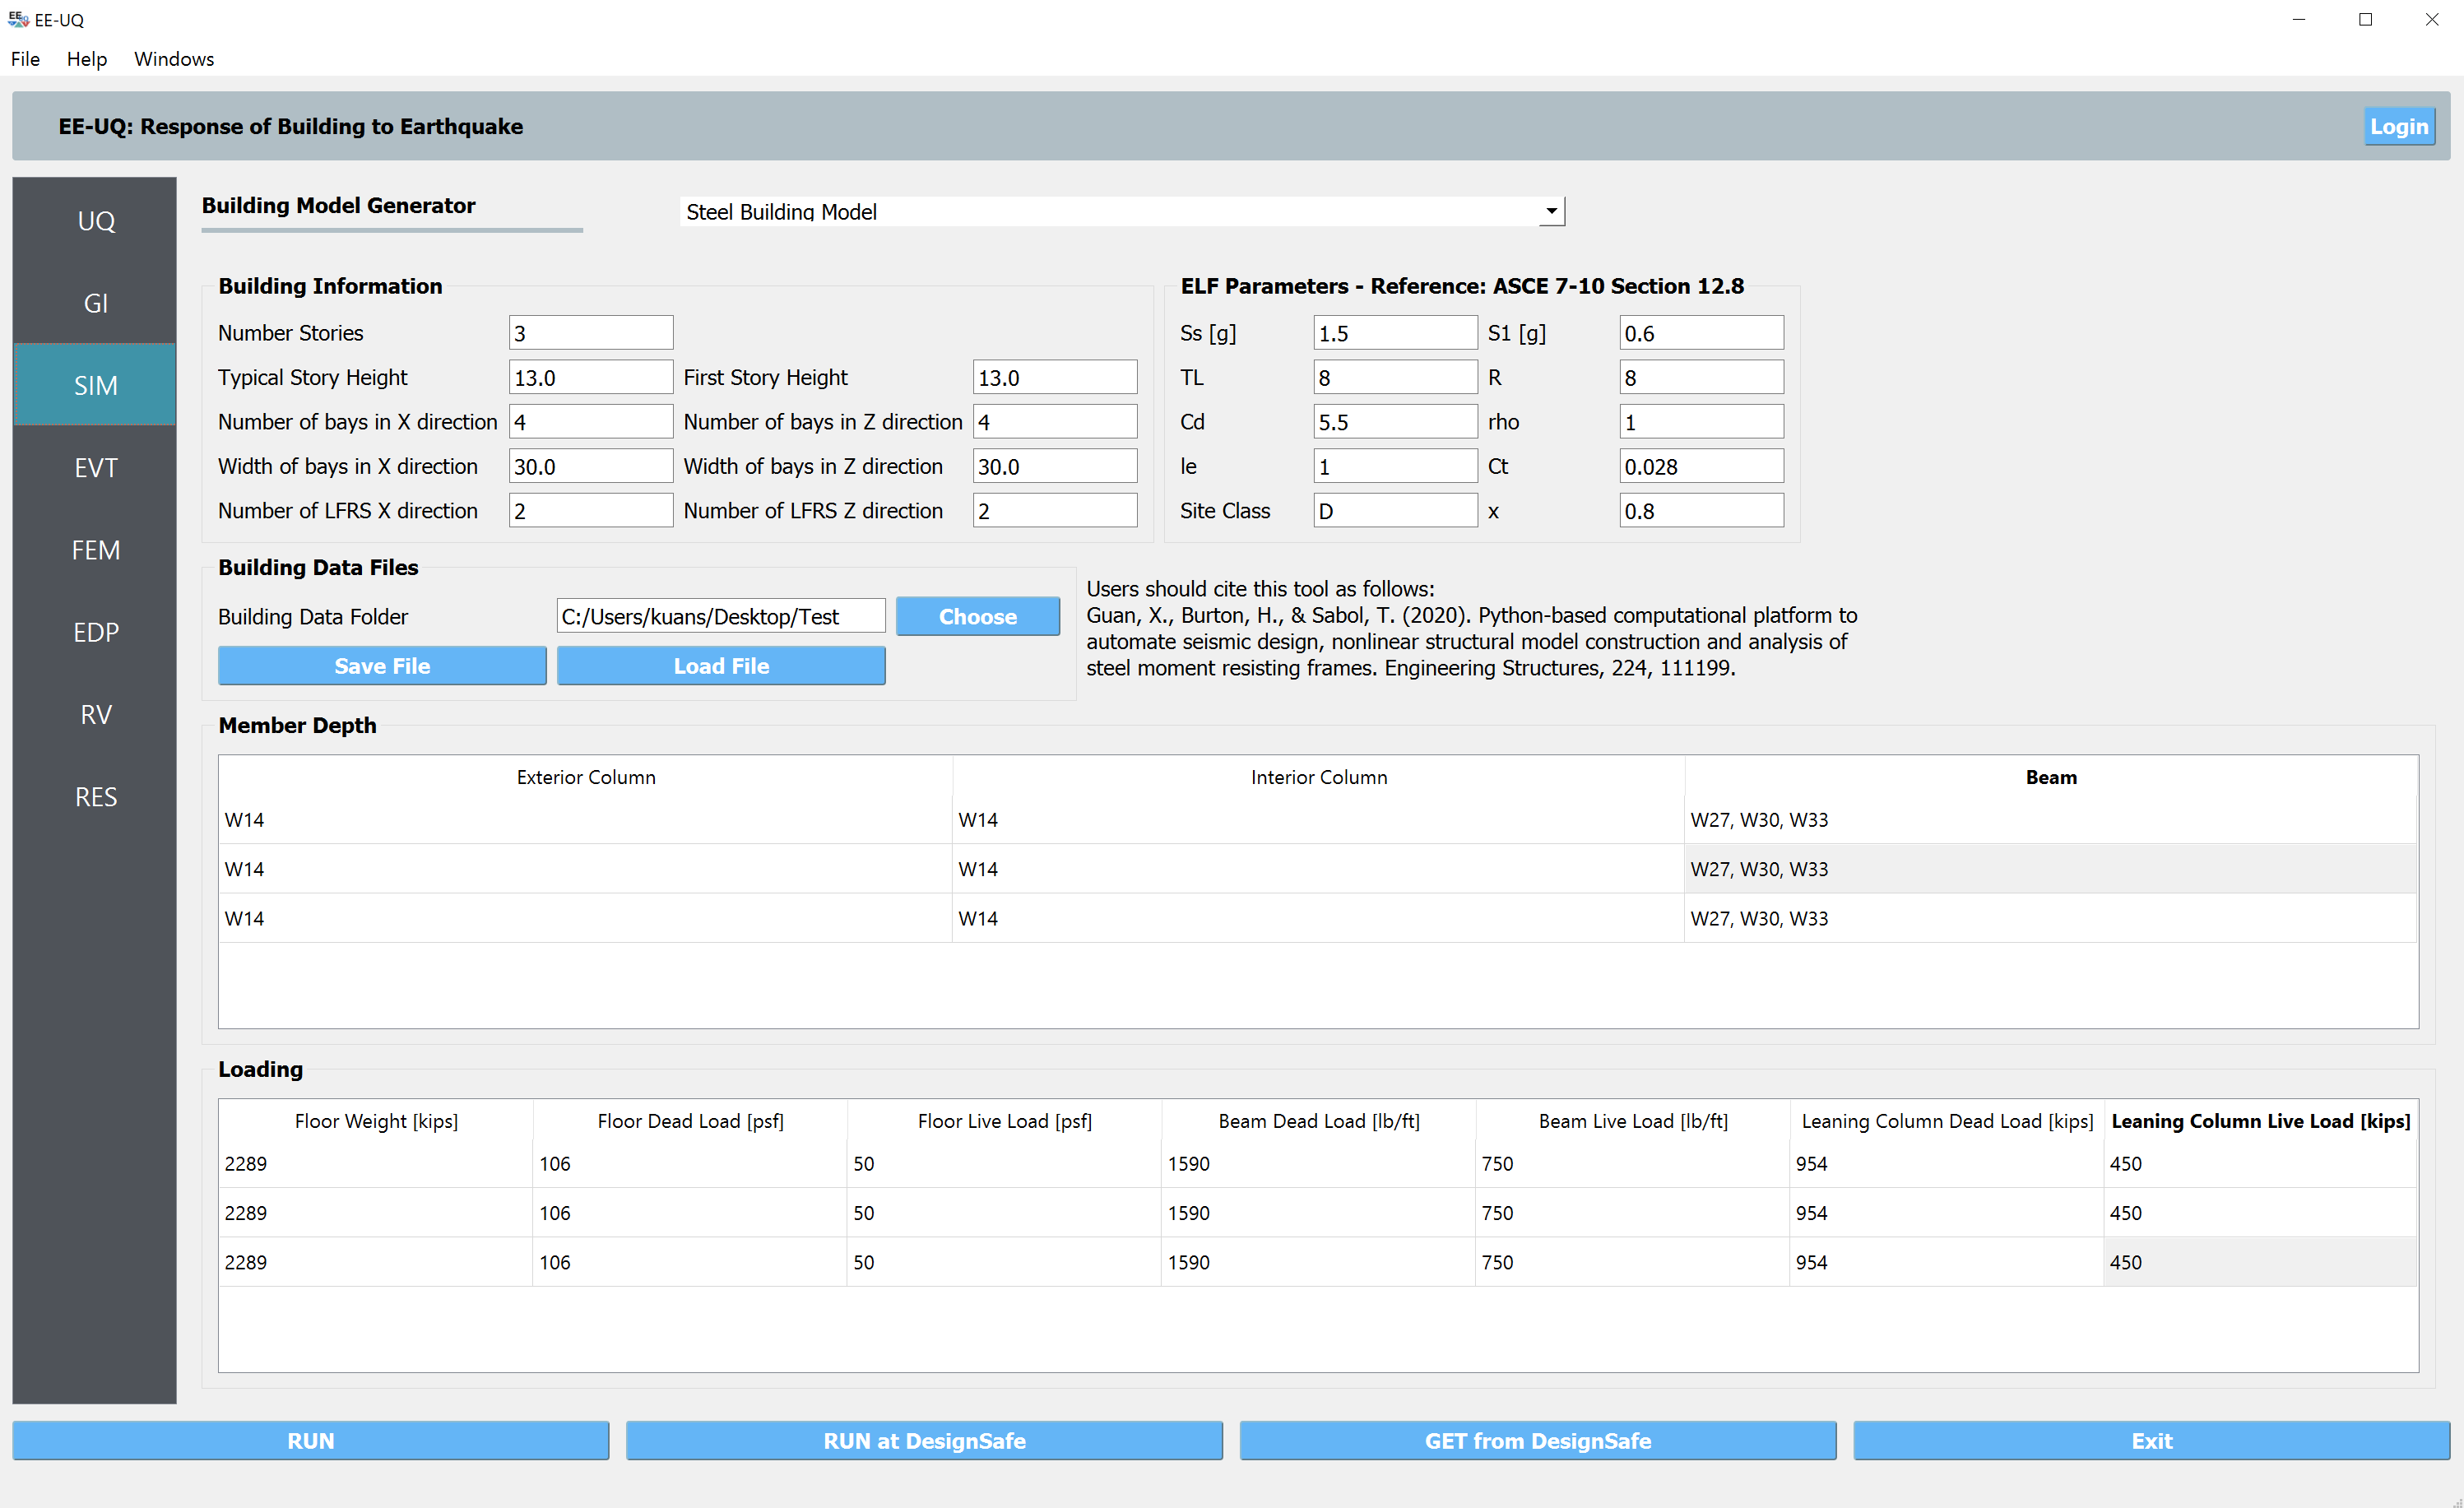 EE-UQ
File Help Windows
EE-UQ: Response of Building to Earthquake
Login
UQ
GI
SIM
EVT
FEM
EDP
RV
RES
Building Model Generator
Steel Building Model
Building Information
Number Stories 3
Typical Story Height 13.0 First Story Height 13.0
Number of bays in X direction 4 Number of bays in Z direction 4
Width of bays in X direction 30.0 Width of bays in Z direction 30.0
Number of LFRS X direction 2 Number of LFRS Z direction 2
ELF Parameters - Reference: ASCE 7-10 Section 12.8
Ss [g] 1.5 S1 [g] 0.6
TL 8 R 8
Cd 5.5 rho 1
Ie 1 Ct 0.028
Site Class D x 0.8
Building Data Files
Building Data Folder C:/Users/kuans/Desktop/Test Choose
Save File Load File
Users should cite this tool as follows:
Guan, X., Burton, H., & Sabol, T. (2020). Python-based computational platform to
automate seismic design, nonlinear structural model construction and analysis of
steel moment resisting frames. Engineering Structures, 224, 111199.
Member Depth
Exterior Column Interior Column Beam
W14 W14 W27, W30, W33
W14 W14 W27, W30, W33
W14 W14 W27, W30, W33
Loading
Floor Weight [kips] Floor Dead Load [psf] Floor Live Load [psf] Beam Dead Load [lb/ft] Beam Live Load [lb/ft] Leaning Column Dead Load [kips] Leaning Column Live Load [kips]
2289 106 50 1590 750 954 450
2289 106 50 1590 750 954 450
2289 106 50 1590 750 954 450
RUN RUN at DesignSafe GET from DesignSafe Exit